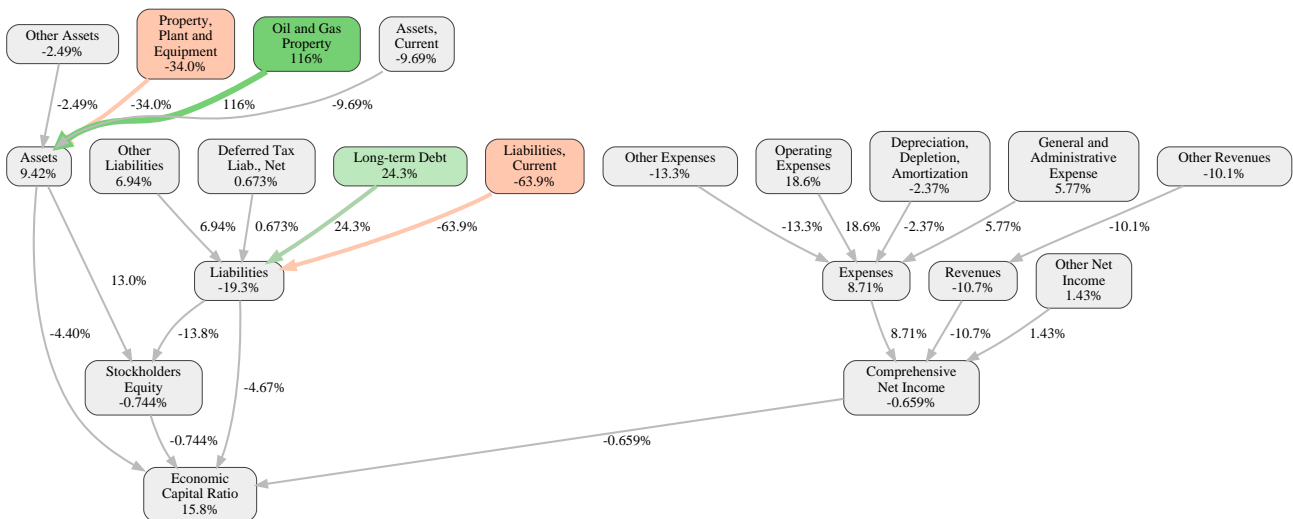 Other Assets
-2.49%
Property,
Plant and
Equipment
-34.0%
Oil and Gas
Property
116%
Assets,
Current
-9.69%
-2.49%
-34.0%
116%
-9.69%
Assets
9.42%
Other
Liabilities
6.94%
Deferred Tax
Liab., Net
0.673%
Long-term Debt
24.3%
Liabilities,
Current
-63.9%
Other Expenses
-13.3%
Operating
Expenses
18.6%
Depreciation,
Depletion,
Amortization
-2.37%
General and
Administrative
Expense
5.77%
Other Revenues
-10.1%
6.94%
0.673%
24.3%
-63.9%
-13.3%
18.6%
-2.37%
5.77%
-10.1%
Liabilities
-19.3%
Expenses
8.71%
Revenues
-10.7%
Other Net
Income
1.43%
13.0%
-4.40%
-13.8%
-4.67%
8.71%
-10.7%
1.43%
Stockholders
Equity
-0.744%
Comprehensive
Net Income
-0.659%
-0.744%
-0.659%
Economic
Capital Ratio
15.8%